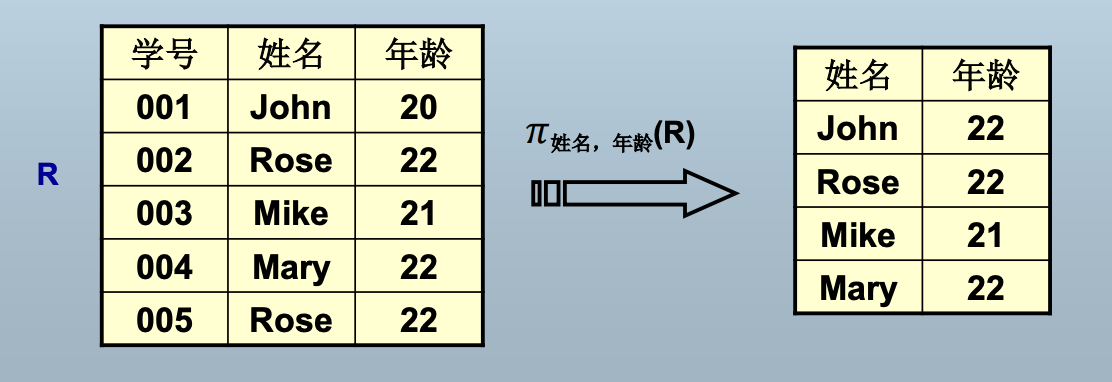 学号 姓名 年龄
001 John 20
002 Rose 22
003 Mike 21
004 Mary 22
005 Rose 22
R
π姓名，年龄(R)
姓名 年龄
John 22
Rose 22
Mike 21
Mary 22